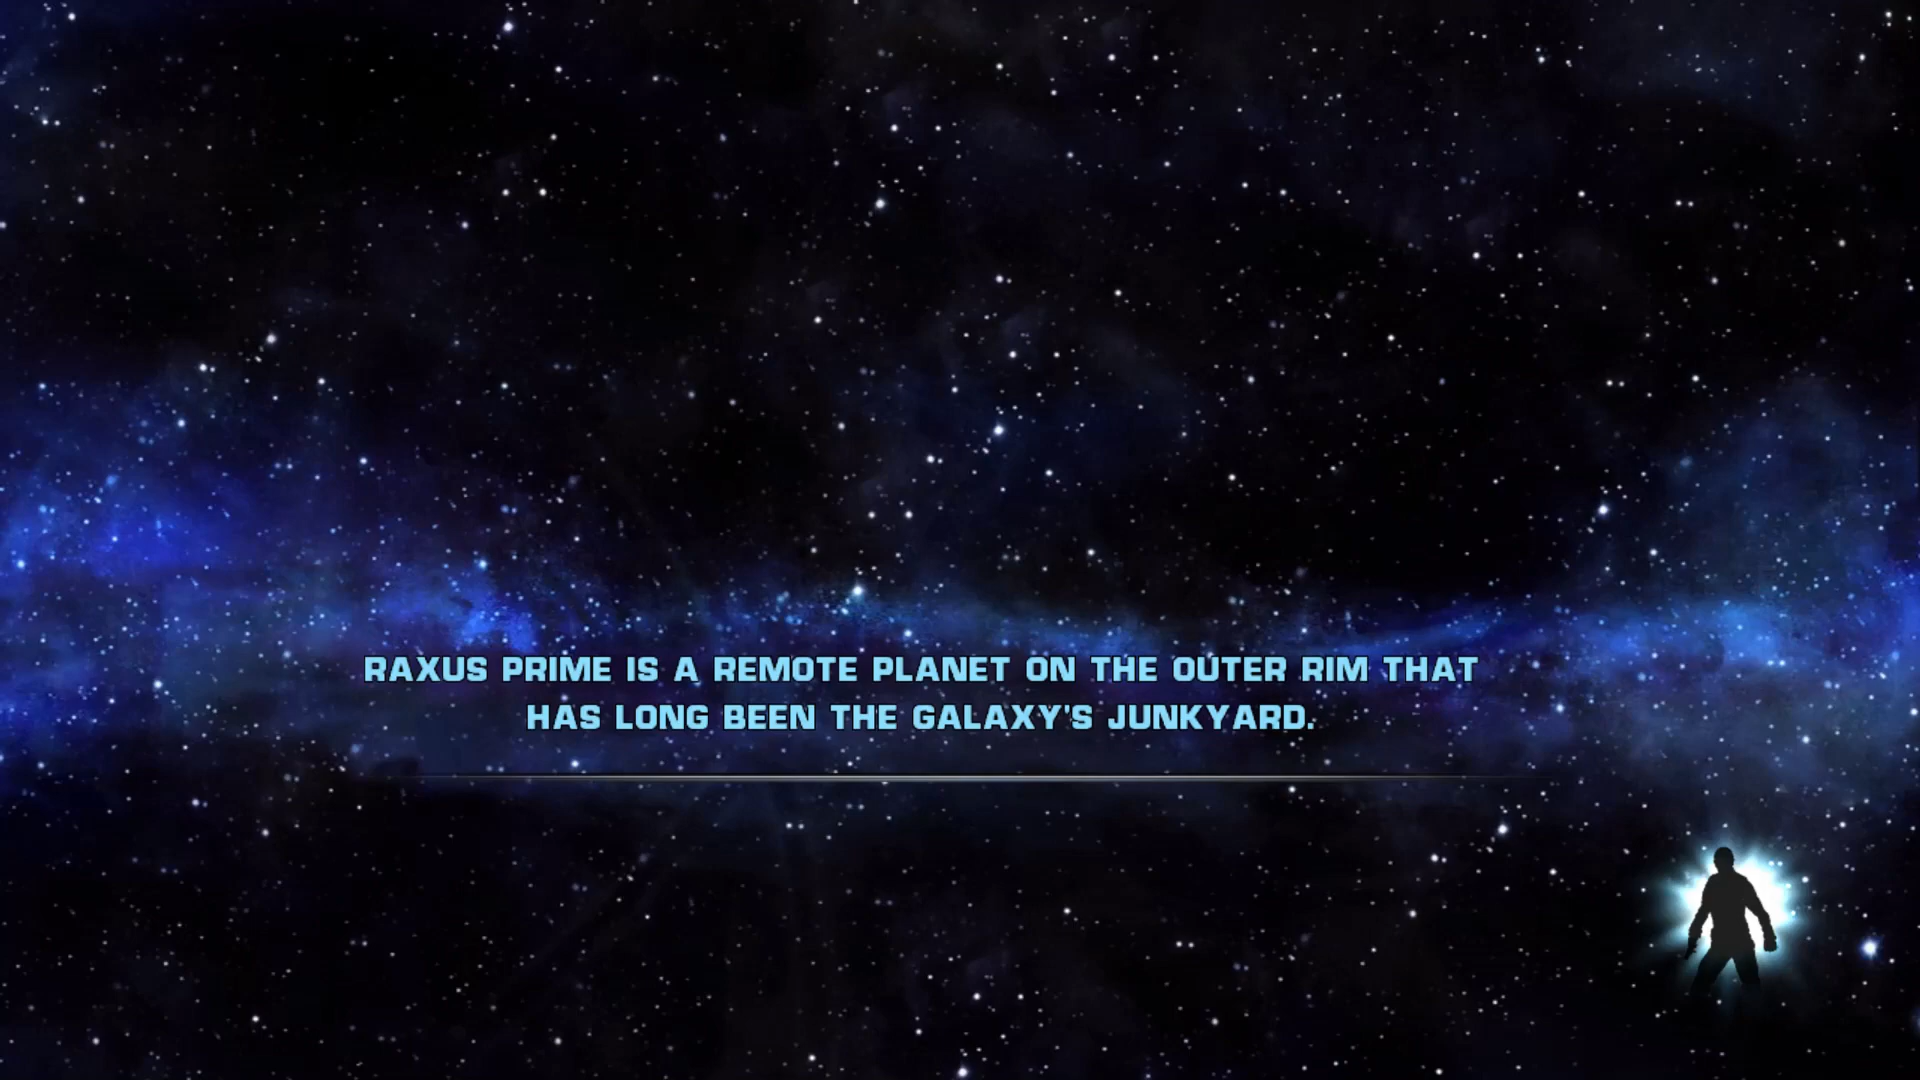 RAXUS PRIME IS A REMOTE PLANET ON THE OUTER RIM THAT
HAS LONG BEEN THE GALAXY'S JUNKYARD.